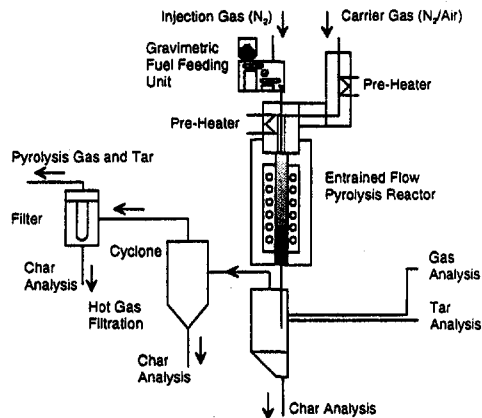 Injection Gas (N₂)
Carrier Gas (N₂/Air)
Gravimetric
Fuel Feeding
Unit
Pre-Heater
Pre-Heater
Pyrolysis Gas and Tar
Entrained Flow
Pyrolysis Reactor
Filter
Cyclone
Char
Analysis
Hot Gas
Filtration
Gas
Analysis
Tar
Analysis
Char
Analysis
Char Analysis